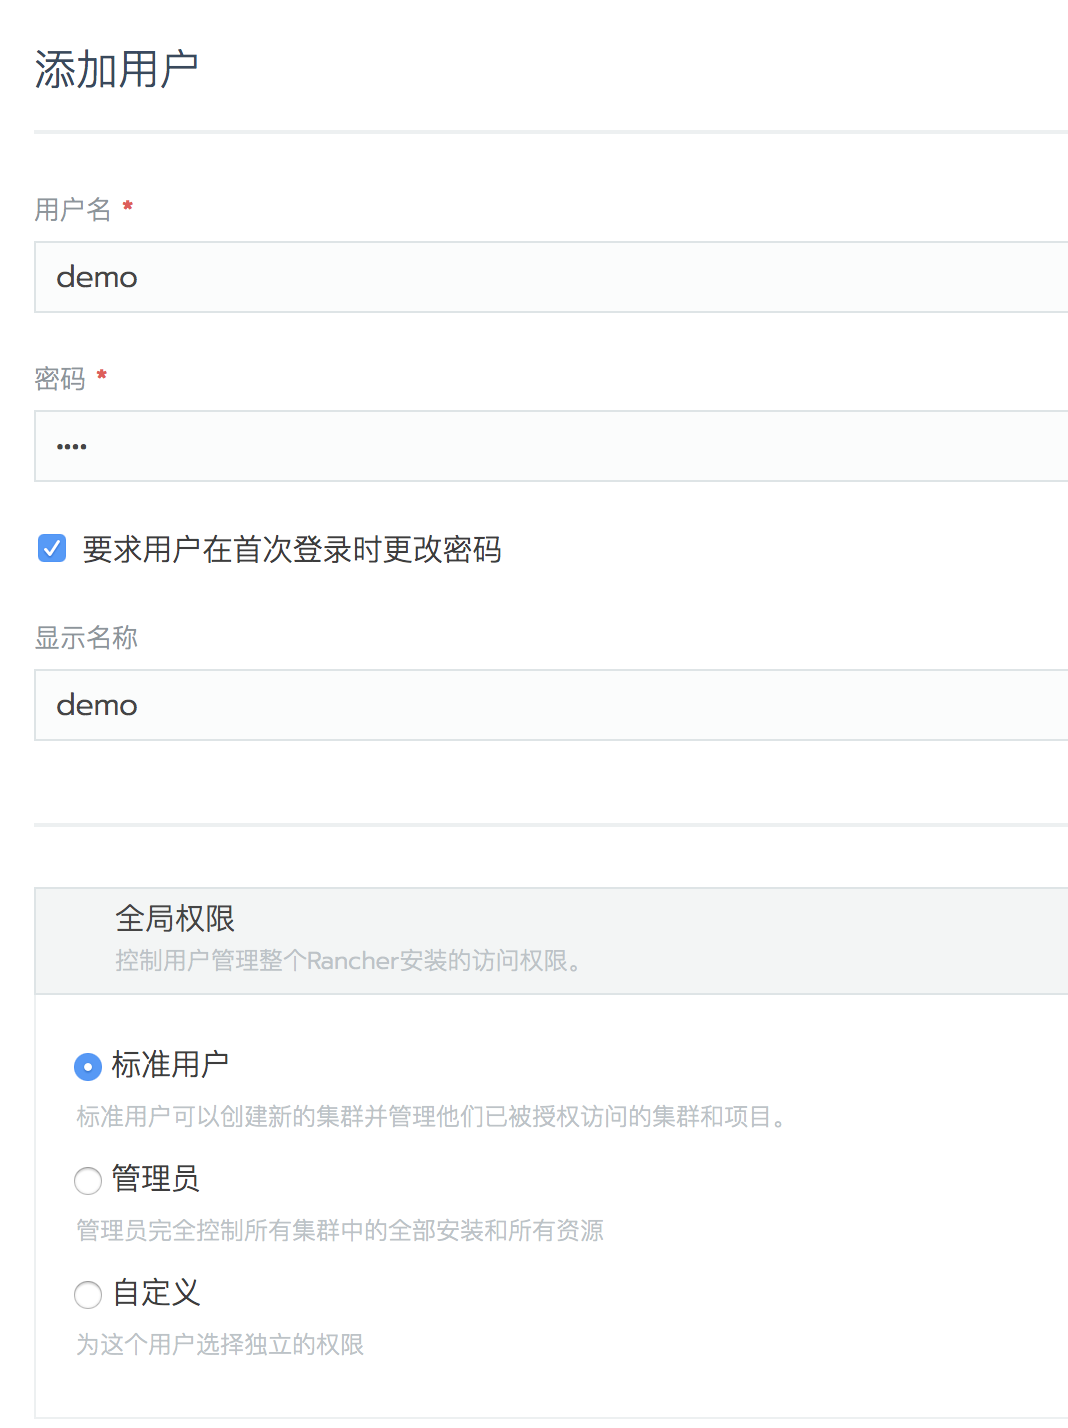 添加用户
用户名 *
demo
密码 *
••••
要求用户在首次登录时更改密码
显示名称
demo
全局权限
控制用户管理整个Rancher安装的访问权限。
标准用户
标准用户可以创建新的集群并管理他们已被授权访问的集群和项目。
管理员
管理员完全控制所有集群中的全部安装和所有资源
自定义
为这个用户选择独立的权限